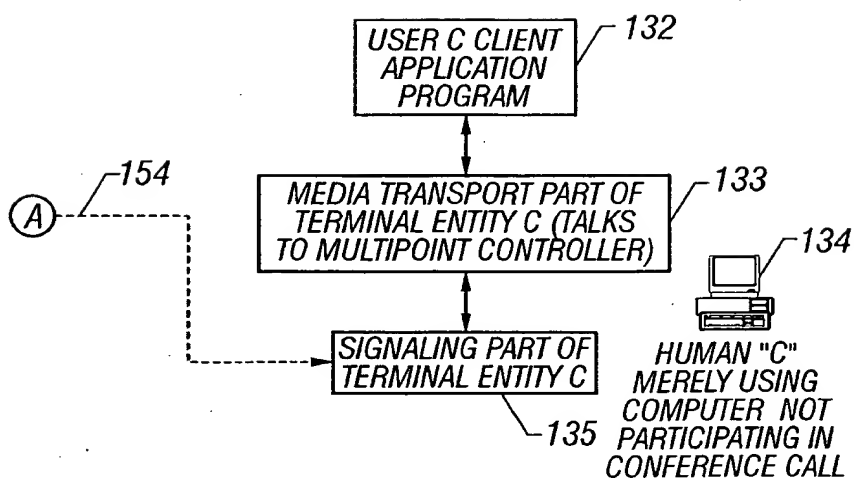 USER C CLIENT
APPLICATION
PROGRAM
132
A
154
MEDIA TRANSPORT PART OF
TERMINAL ENTITY C (TALKS
TO MULTIPOINT CONTROLLER)
133
134
SIGNALING PART OF
TERMINAL ENTITY C
135
HUMAN "C"
MERELY USING
COMPUTER NOT
PARTICIPATING IN
CONFERENCE CALL